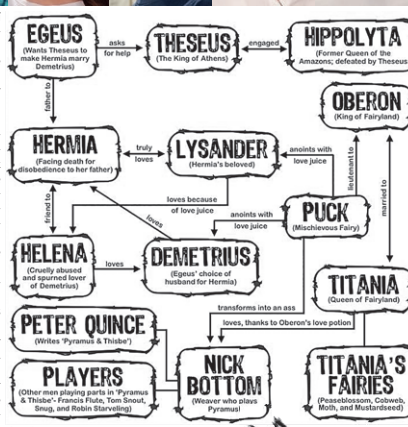 EGEUS
(Wants Theseus to
make Hermia marry
Demetrius)
asks
for help
THESEUS
(The King of Athens)
engaged
HIPPOLYTA
(Former Queen of the
Amazons; defeated by Theseus
OBERON
(King of Fairyland)
father to
HERMIA
(Facing death for
disobedience to her father)
truly
loves
LYSANDER
(Hermia's beloved)
anoints with
love juice
lieutenant to
married to
friend to
loves because
of love juice
loves
anoints with
love juice
PUCK
(Mischievous Fairy)
HELENA
(Cruelly abused
and spurned lover
of Demetrius)
loves
DEMETRIUS
(Egeus' choice of
husband for Hermia)
TITANIA
(Queen of Fairyland)
transforms into an ass
loves, thanks to Oberon's love potion
PETER QUINCE
(Writes 'Pyramus & Thisbe')
PLAYERS
(Other men playing parts in 'Pyramus
& Thisbe'- Francis Flute, Tom Snout,
Snug, and Robin Starveling)
NICK
BOTTOM
(Weaver who plays
Pyramus!
TITANIA'S
FAIRIES
(Peaseblossom, Cobweb,
Moth, and Mustardseed)